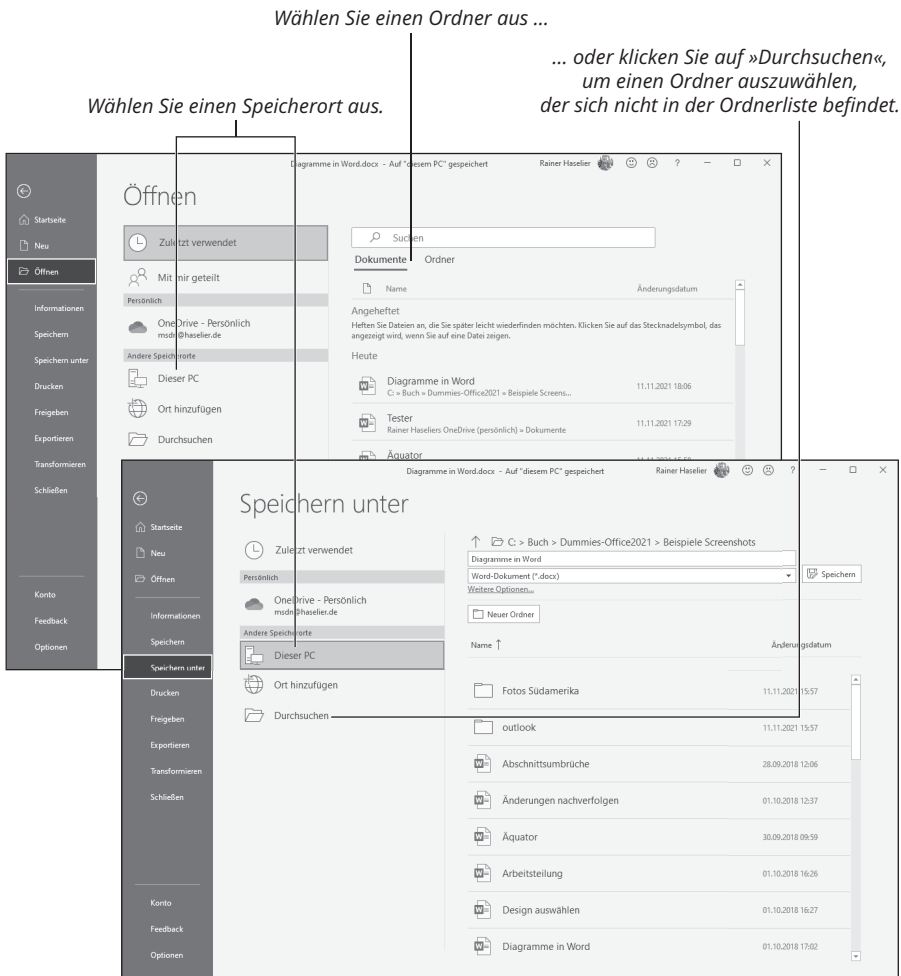 Wählen Sie einen Ordner aus ...
... oder klicken Sie auf »Durchsuchen«,
um einen Ordner auszuwählen,
der sich nicht in der Ordnerliste befindet.
Wählen Sie einen Speicherort aus.
Diagramme in Word.docx - Auf "diesem PC" gespeichert
Rainer Haselier
?
Öffnen
Startseite
Neu
Öffnen
Informationen
Speichern
Speichern unter
Drucken
Freigeben
Exportieren
Transformieren
Schließen
Konto
Feedback
Optionen
Zuletzt verwendet
Mit mir geteilt
Persönlich
OneDrive - Persönlich
msdn@haselier.de
Andere Speicherorte
Dieser PC
Ort hinzufügen
Durchsuchen
Suchen
Dokumente Ordner
Name Änderungsdatum
Angeheftet
Heften Sie Dateien an, die Sie später leicht wiederfinden möchten. Klicken Sie auf das Stecknadelsymbol, das
angezeigt wird, wenn Sie auf eine Datei zeigen.
Heute
Diagramme in Word
C: » Buch » Dummies-Office2021 » Beispiele Screens...
11.11.2021 18:06
Tester
Rainer Haseliers OneDrive (persönlich) » Dokumente
11.11.2021 17:29
Äquator
Diagramme in Word.docx - Auf "diesem PC" gespeichert
Rainer Haselier
?
Speichern unter
Startseite
Neu
Öffnen
Informationen
Speichern
Speichern unter
Drucken
Freigeben
Exportieren
Transformieren
Schließen
Konto
Feedback
Optionen
Zuletzt verwendet
Persönlich
OneDrive - Persönlich
msdn@haselier.de
Andere Speicherorte
Dieser PC
Ort hinzufügen
Durchsuchen
↑ C: > Buch > Dummies-Office2021 > Beispiele Screenshots
Diagramme in Word
Word-Dokument (*.docx)
Speichern
Weitere Optionen...
Neuer Ordner
Name ↑ Änderungsdatum
Fotos Südamerika 11.11.2021 15:57
outlook 11.11.2021 15:57
Abschnittsumbrüche 28.09.2018 12:06
Änderungen nachverfolgen 01.10.2018 12:37
Äquator 30.09.2018 09:59
Arbeitsteilung 01.10.2018 16:26
Design auswählen 01.10.2018 16:27
Diagramme in Word 01.10.2018 17:02